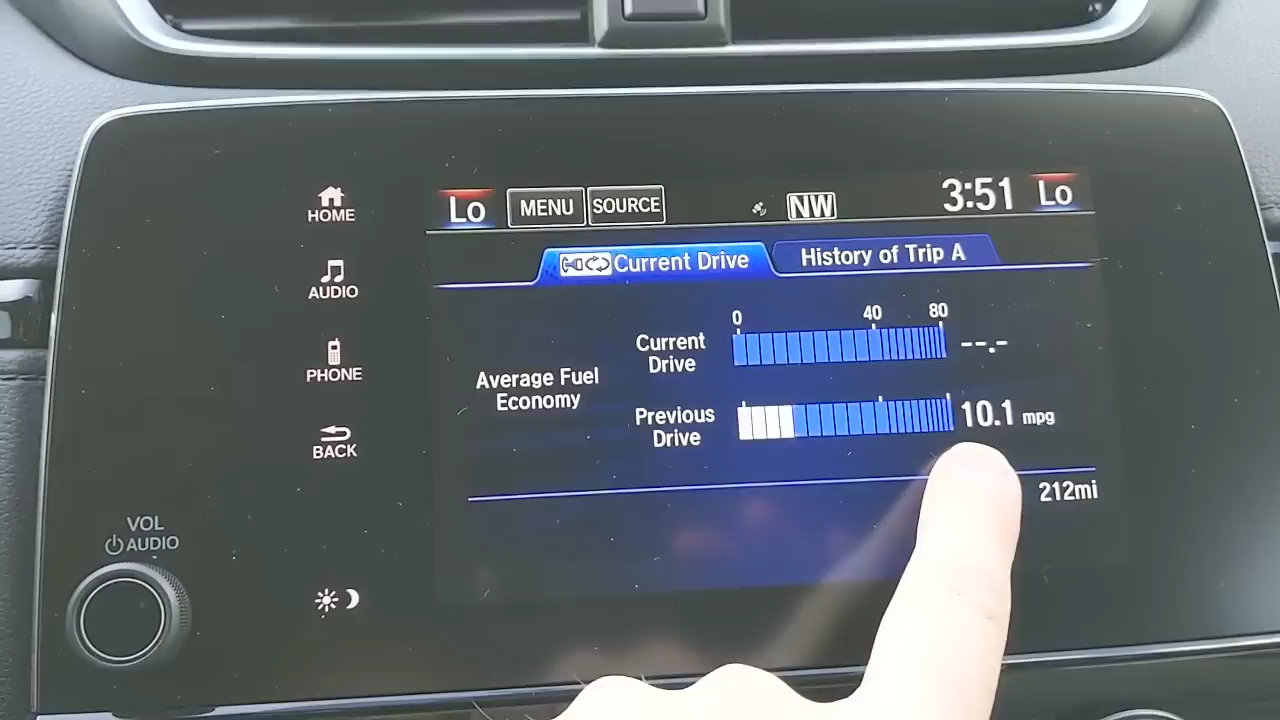 Lo MENU SOURCE NW 3:51 Lo
HOME
AUDIO
PHONE
BACK
VOL
AUDIO
Current Drive
History of Trip A
0 40 80
Current
Drive
--.-
Average Fuel
Economy
Previous
Drive
10.1 mpg
212mi